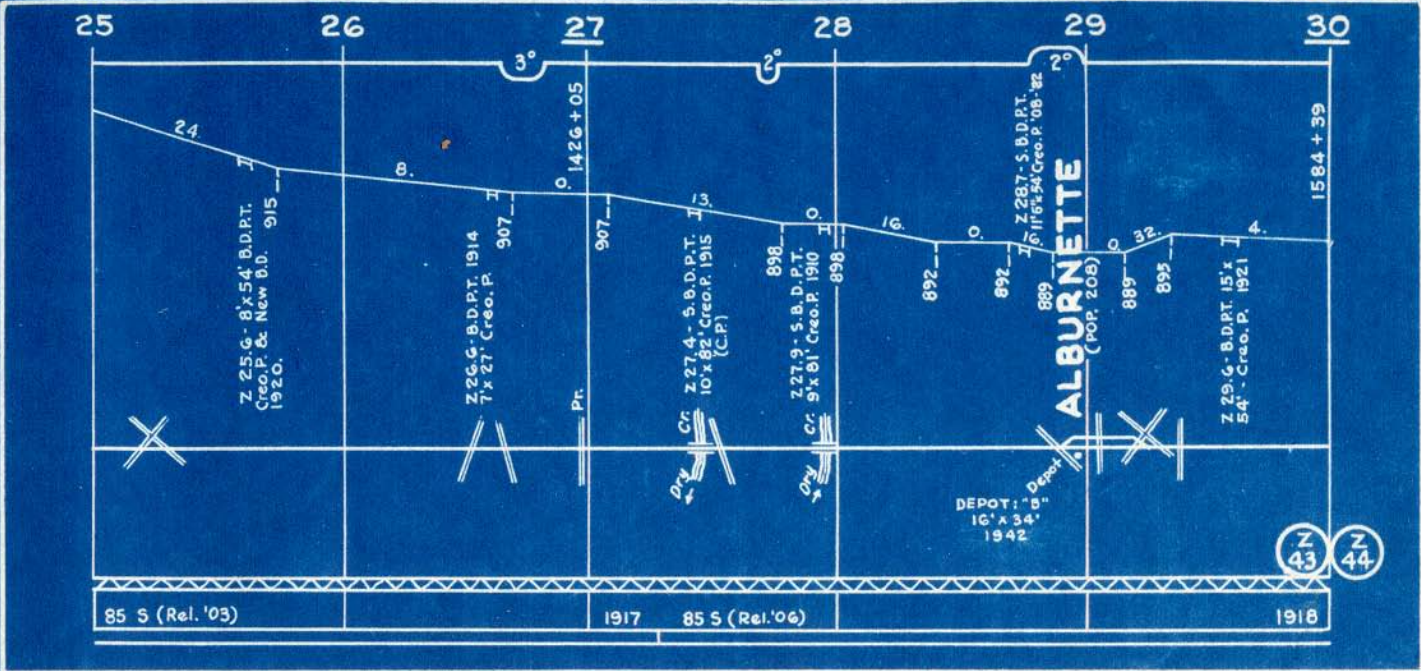 25 26 27 28 29 30
3° 2° 2°
24.
8.
0.
13.
0.
16.
0.
6
0.
32.
4.
1426 + 05
1584 + 39
915
907
907
898
898
892
892
889
889
895
Z 25.6 - 8'x 54' B.D.P.T.
Creo. P. & New B.D.
1920.
Z 26.6 - B.D.P.T. 1914
7'x 27' Creo. P.
Z 27.4 - S.B.D.P.T.
10'x 82' Creo. P. 1915
(C.P.)
Z 27.9 - S.B.D.P.T.
9'x 81' Creo. P. 1910
Z 28.7 - S.B.D.P.T.
11'6"x 54' Creo. P. '08-'82
ALBURNETTE
(POP. 208)
Z 29.6 - B.D.P.T. 15'x
54' - Creo. P. 1921
Pr.
Dry Cr.
Dry Cr.
Depot
DEPOT: "B"
16' x 34'
1942
Z
43
Z
44
85 S (Rel. '03) 1917 85 S (Rel. '06) 1918